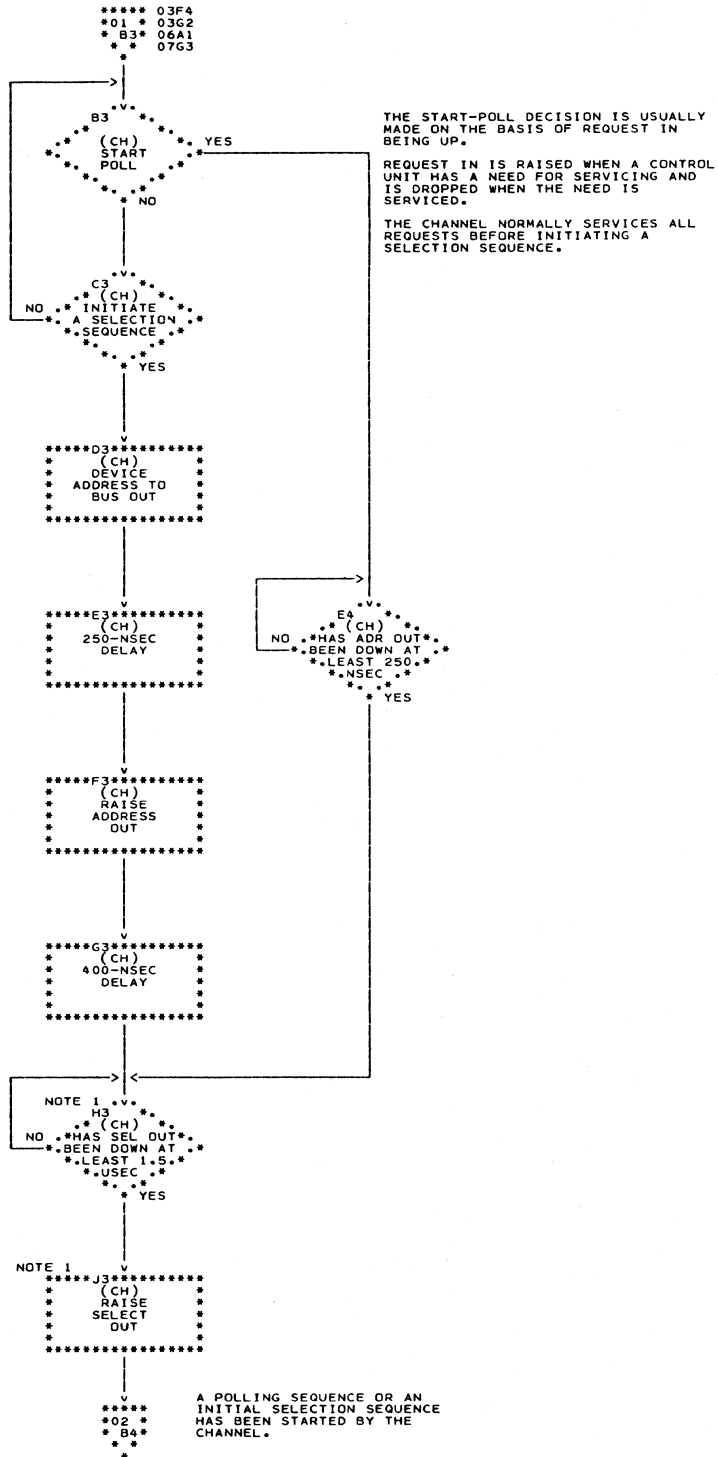 03F4
01 03G2
B3 06A1
07G3
B3
(CH)
START
POLL
YES
NO
THE START-POLL DECISION IS USUALLY
MADE ON THE BASIS OF REQUEST IN
BEING UP.
REQUEST IN IS RAISED WHEN A CONTROL
UNIT HAS A NEED FOR SERVICING AND
IS DROPPED WHEN THE NEED IS
SERVICED.
THE CHANNEL NORMALLY SERVICES ALL
REQUESTS BEFORE INITIATING A
SELECTION SEQUENCE.
C3
(CH)
INITIATE
A SELECTION
SEQUENCE
NO
YES
D3
(CH)
DEVICE
ADDRESS TO
BUS OUT
E3
(CH)
250-NSEC
DELAY
E4
(CH)
HAS ADR OUT
BEEN DOWN AT
LEAST 250
NSEC
NO
YES
F3
(CH)
RAISE
ADDRESS
OUT
G3
(CH)
400-NSEC
DELAY
NOTE 1
H3
(CH)
HAS SEL OUT
BEEN DOWN AT
LEAST 1.5
USEC
NO
YES
NOTE 1
J3
(CH)
RAISE
SELECT
OUT
02
B4
A POLLING SEQUENCE OR AN
INITIAL SELECTION SEQUENCE
HAS BEEN STARTED BY THE
CHANNEL.